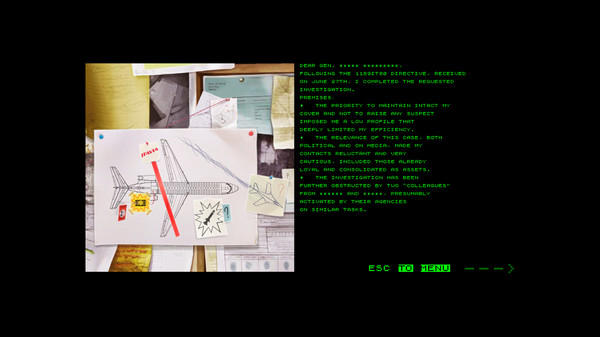 ITAVIA
DEAR GEN. ***** *********.
FOLLOWING THE 1159IT80 DIRECTIVE, RECEIVED
ON JUNE 27TH, I COMPLETED THE REQUESTED
INVESTIGATION.
PREMISES:
• THE PRIORITY TO MAINTAIN INTACT MY
COVER AND NOT TO RAISE ANY SUSPECT
IMPOSED ME A LOW PROFILE THAT
DEEPLY LIMITED MY EFFICIENCY.
• THE RELEVANCE OF THIS CASE, BOTH
POLITICAL AND ON MEDIA, MADE MY
CONTACTS RELUCTANT AND VERY
CAUTIOUS, INCLUDED THOSE ALREADY
LOYAL AND CONSOLIDATED AS ASSETS.
• THE INVESTIGATION HAS BEEN
FURTHER OBSTRUCTED BY TWO "COLLEAGUES"
FROM ****** AND *****, PRESUMABLY
ACTIVATED BY THEIR AGENCIES
ON SIMILAR TASKS.
ESC TO MENU